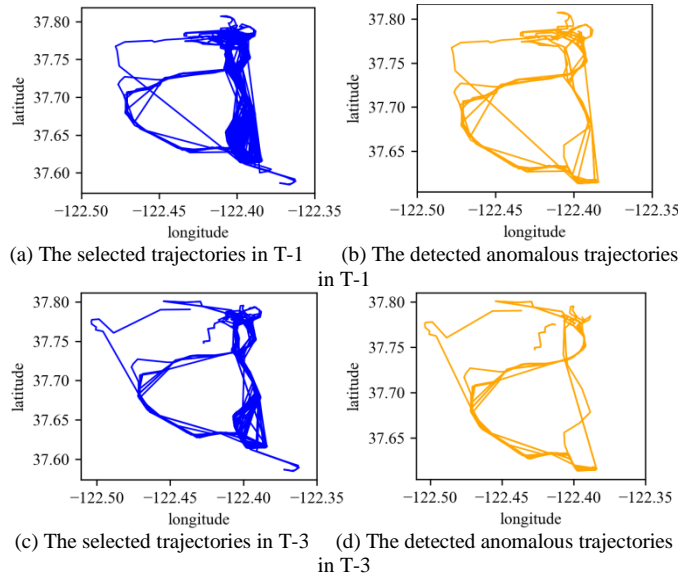 37.80
37.75
37.70
37.65
37.60
latitude
−122.50 −122.45 −122.40 −122.35
longitude
37.80
37.75
37.70
37.65
latitude
−122.50 −122.45 −122.40 −122.35
longitude
(a) The selected trajectories in T-1
(b) The detected anomalous trajectories
in T-1
37.80
37.75
37.70
37.65
37.60
latitude
−122.50 −122.45 −122.40 −122.35
longitude
37.80
37.75
37.70
37.65
latitude
−122.50 −122.45 −122.40 −122.35
longitude
(c) The selected trajectories in T-3
(d) The detected anomalous trajectories
in T-3